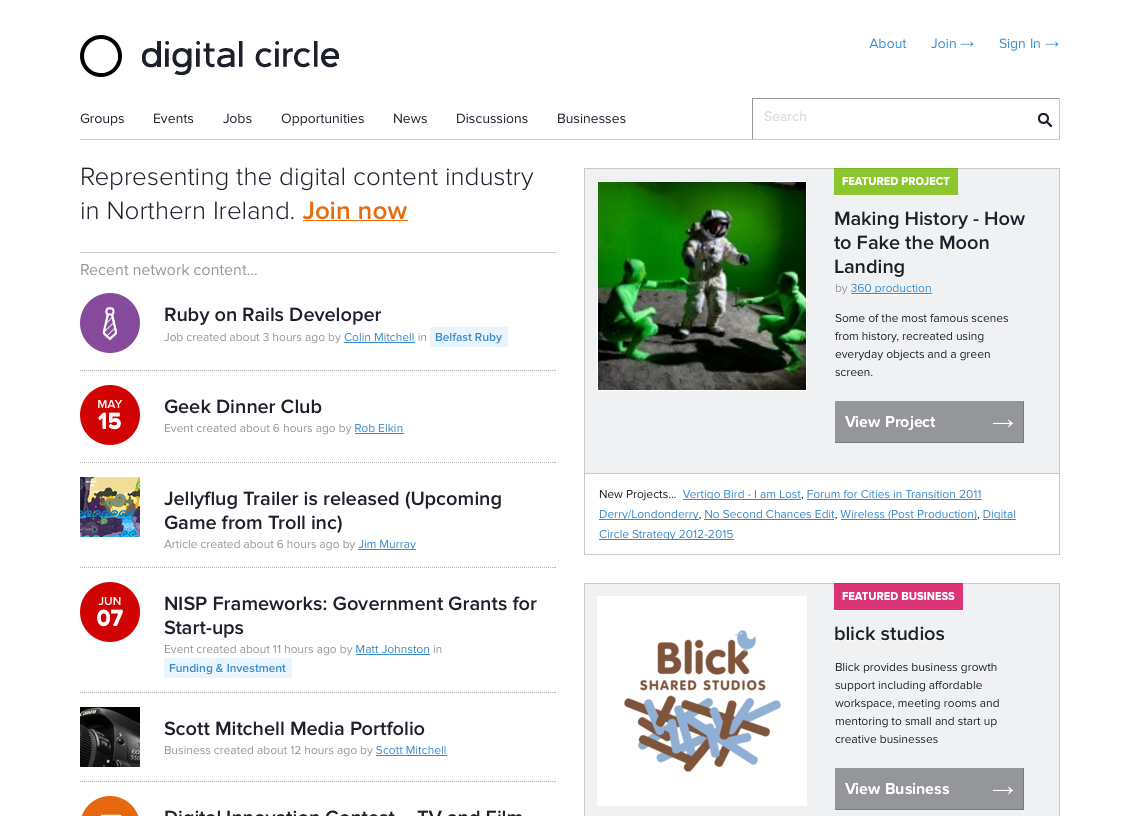 digital circle
About Join → Sign In →
Groups Events Jobs Opportunities News Discussions Businesses
Search
Representing the digital content industry
in Northern Ireland. Join now
Recent network content...
Ruby on Rails Developer
Job created about 3 hours ago by Colin Mitchell in Belfast Ruby
MAY
15
Geek Dinner Club
Event created about 6 hours ago by Rob Elkin
Jellyflug Trailer is released (Upcoming
Game from Troll inc)
Article created about 6 hours ago by Jim Murray
JUN
07
NISP Frameworks: Government Grants for
Start-ups
Event created about 11 hours ago by Matt Johnston in
Funding & Investment
Scott Mitchell Media Portfolio
Business created about 12 hours ago by Scott Mitchell
FEATURED PROJECT
Making History - How
to Fake the Moon
Landing
by 360 production
Some of the most famous scenes
from history, recreated using
everyday objects and a green
screen.
View Project →
New Projects... Vertigo Bird - I am Lost, Forum for Cities in Transition 2011
Derry/Londonderry, No Second Chances Edit, Wireless (Post Production), Digital
Circle Strategy 2012-2015
FEATURED BUSINESS
Blick
SHARED STUDIOS
blick studios
Blick provides business growth
support including affordable
workspace, meeting rooms and
mentoring to small and start up
creative businesses
View Business →